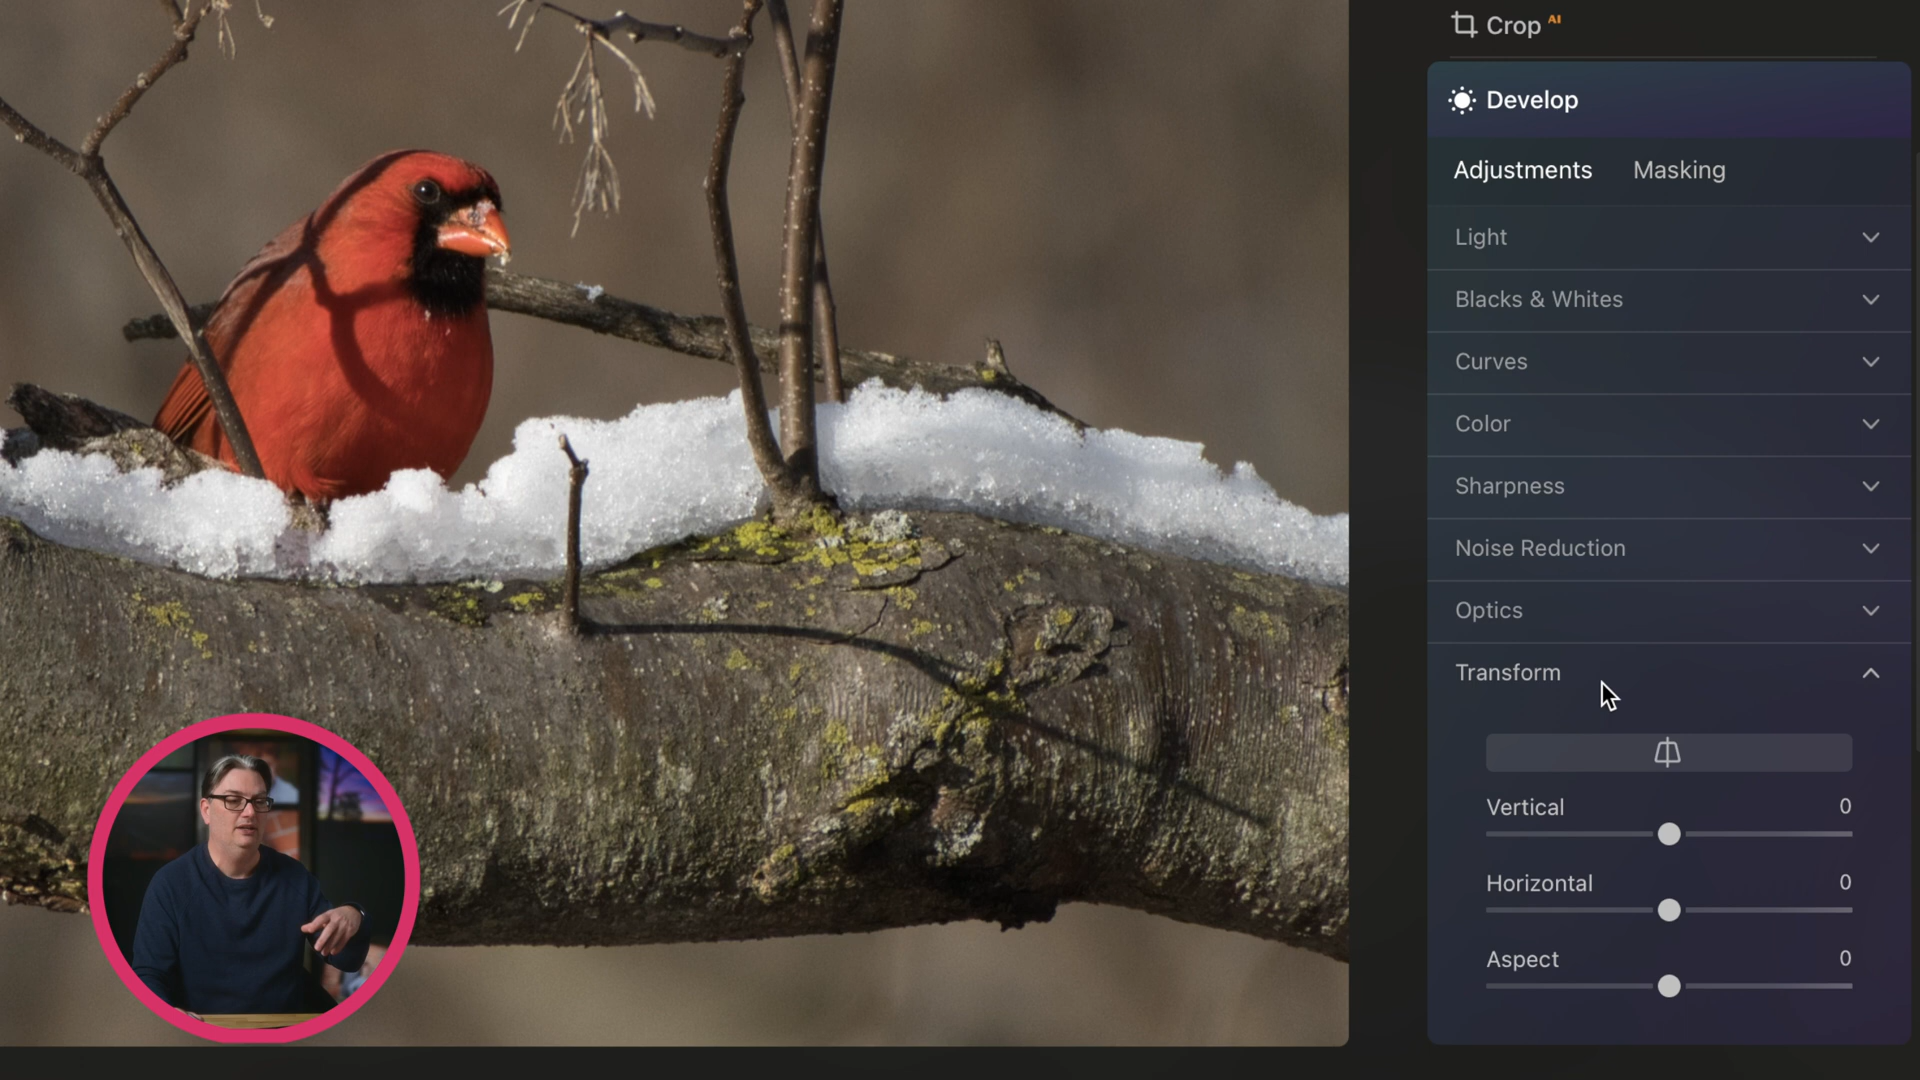 Crop AI
Develop
Adjustments Masking
Light
Blacks & Whites
Curves
Color
Sharpness
Noise Reduction
Optics
Transform
Vertical 0
Horizontal 0
Aspect 0